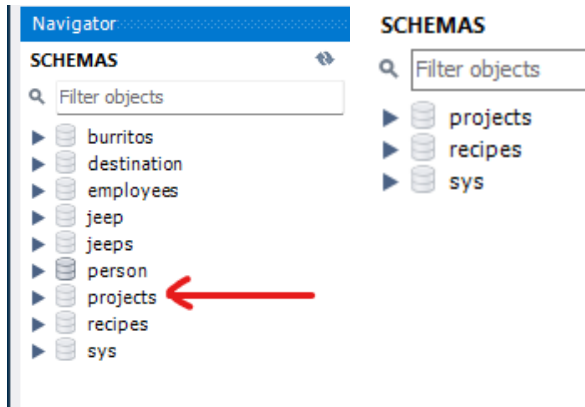 Navigator
SCHEMAS
Filter objects
burritos
destination
employees
jeep
jeeps
person
projects
recipes
sys
SCHEMAS
Filter objects
projects
recipes
sys